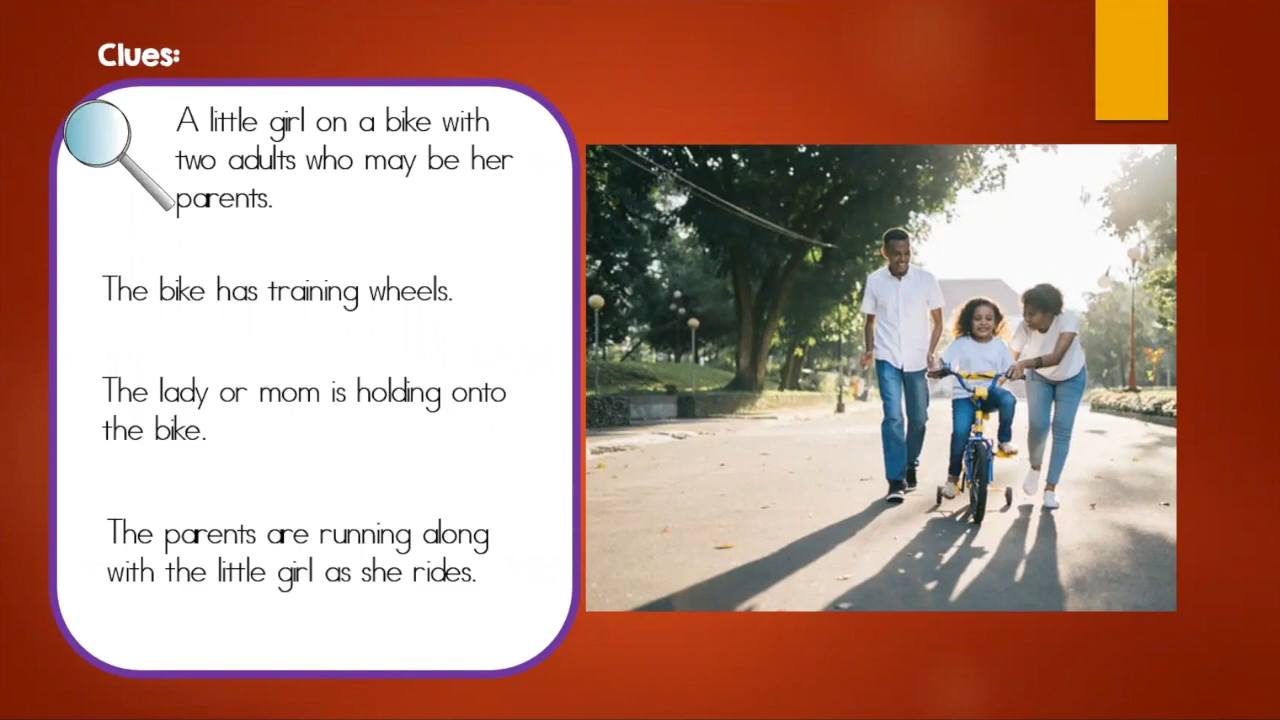 Clues:
A little girl on a bike with
two adults who may be her
parents.
The bike has training wheels.
The lady or mom is holding onto
the bike.
The parents are running along
with the little girl as she rides.